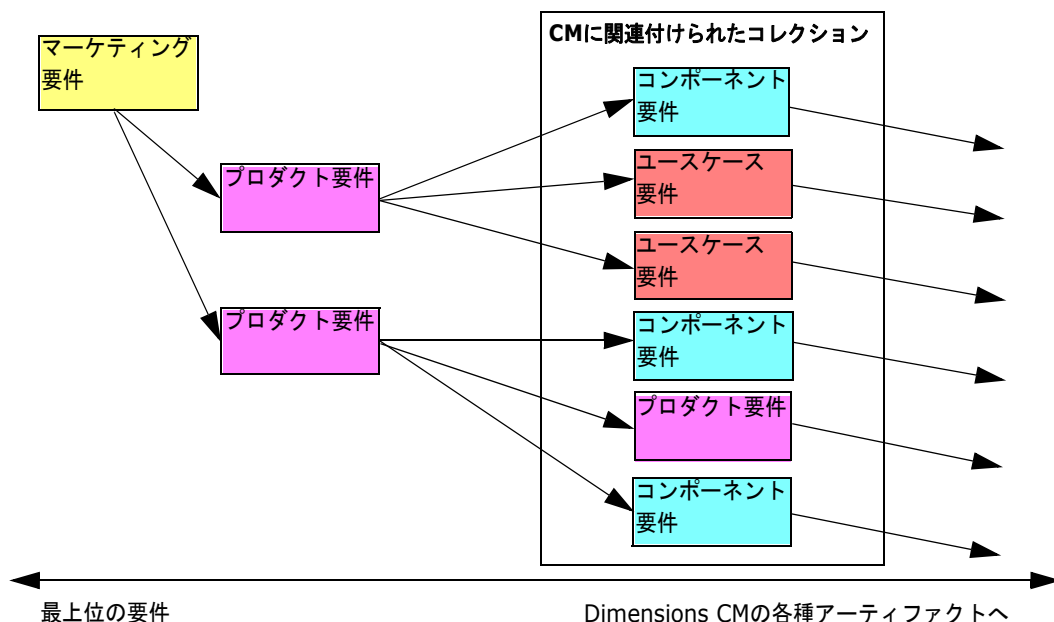 CMに関連付けられたコレクション
マーケティング
要件
コンポーネント
要件
プロダクト要件
ユースケース
要件
ユースケース
要件
プロダクト要件
コンポーネント
要件
プロダクト要件
コンポーネント
要件
最上位の要件
Dimensions CMの各種アーティファクトへ